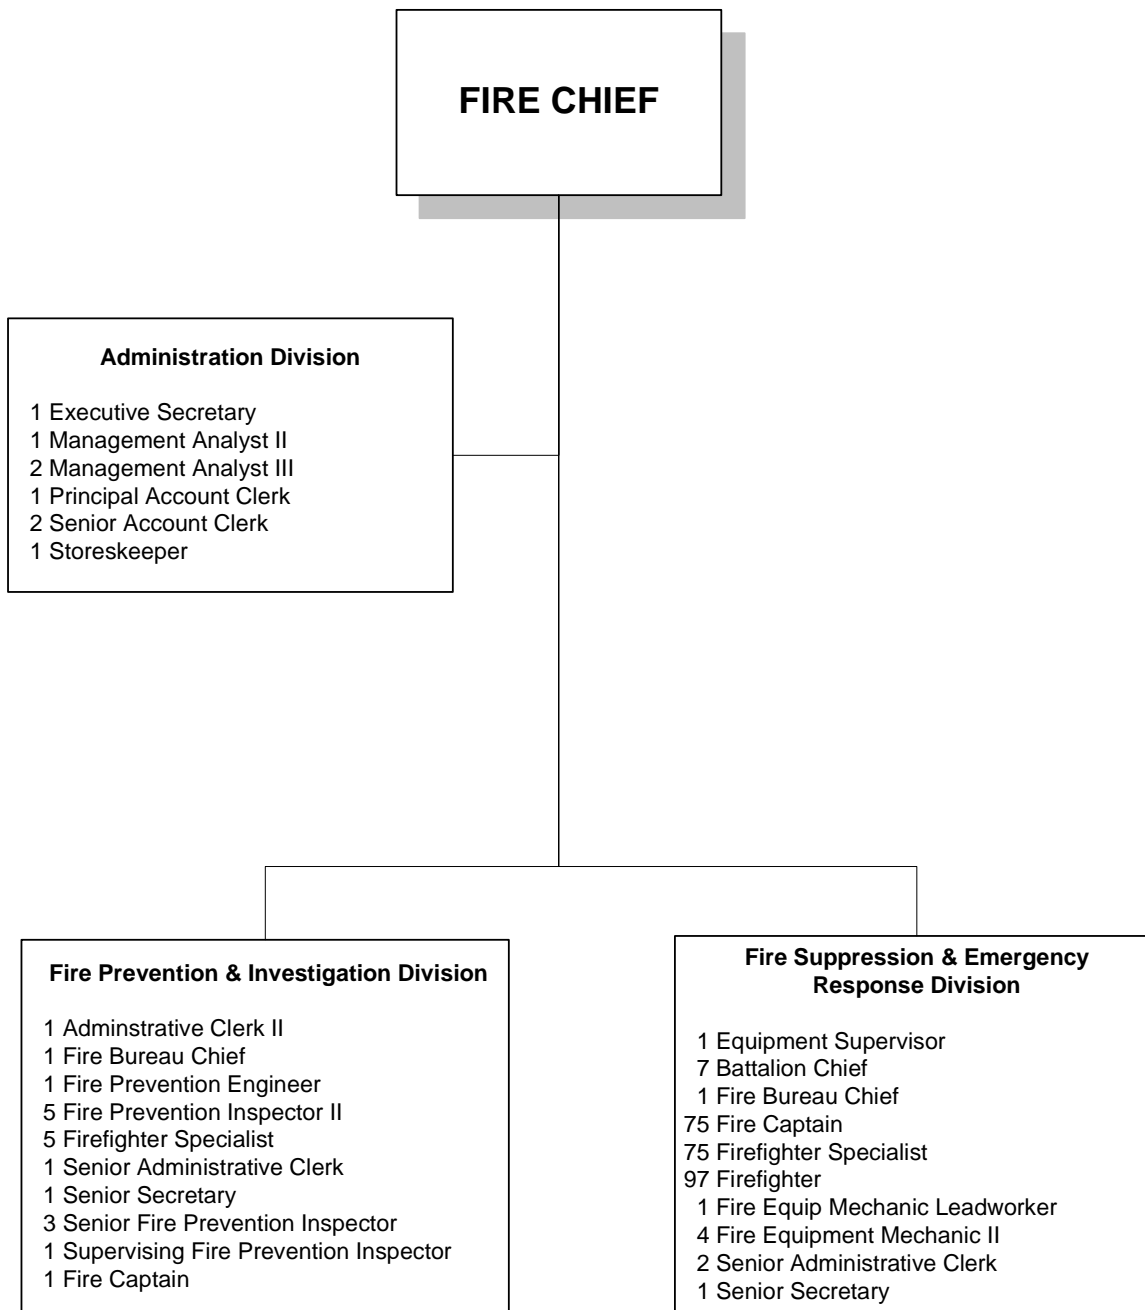 FIRE CHIEF
Administration Division
1 Executive Secretary
1 Management Analyst II
2 Management Analyst III
1 Principal Account Clerk
2 Senior Account Clerk
1 Storeskeeper
Fire Prevention & Investigation Division
1 Adminstrative Clerk II
1 Fire Bureau Chief
1 Fire Prevention Engineer
5 Fire Prevention Inspector II
5 Firefighter Specialist
1 Senior Administrative Clerk
1 Senior Secretary
3 Senior Fire Prevention Inspector
1 Supervising Fire Prevention Inspector
1 Fire Captain
Fire Suppression & Emergency
Response Division
1 Equipment Supervisor
7 Battalion Chief
1 Fire Bureau Chief
75 Fire Captain
75 Firefighter Specialist
97 Firefighter
1 Fire Equip Mechanic Leadworker
4 Fire Equipment Mechanic II
2 Senior Administrative Clerk
1 Senior Secretary